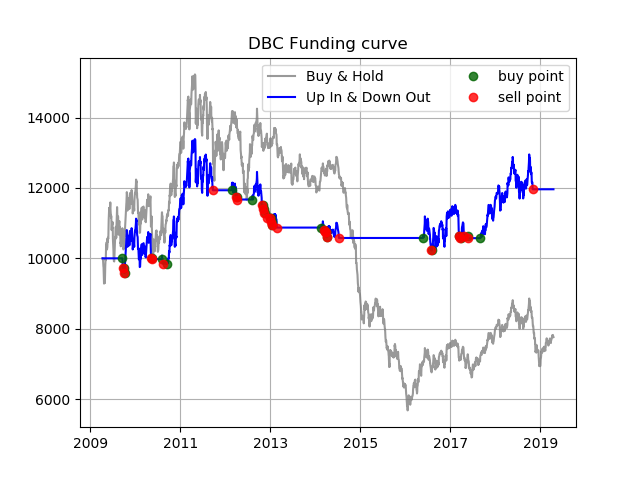 DBC Funding curve
Buy & Hold
Up In & Down Out
buy point
sell point
14000
12000
10000
8000
6000
2009 2011 2013 2015 2017 2019